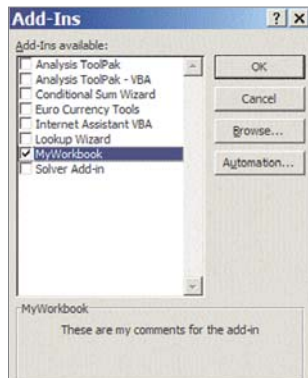 Add-Ins
Add-Ins available:
Analysis ToolPak
Analysis ToolPak - VBA
Conditional Sum Wizard
Euro Currency Tools
Internet Assistant VBA
Lookup Wizard
MyWorkbook
Solver Add-in
OK
Cancel
Browse...
Automation...
MyWorkbook
These are my comments for the add-in